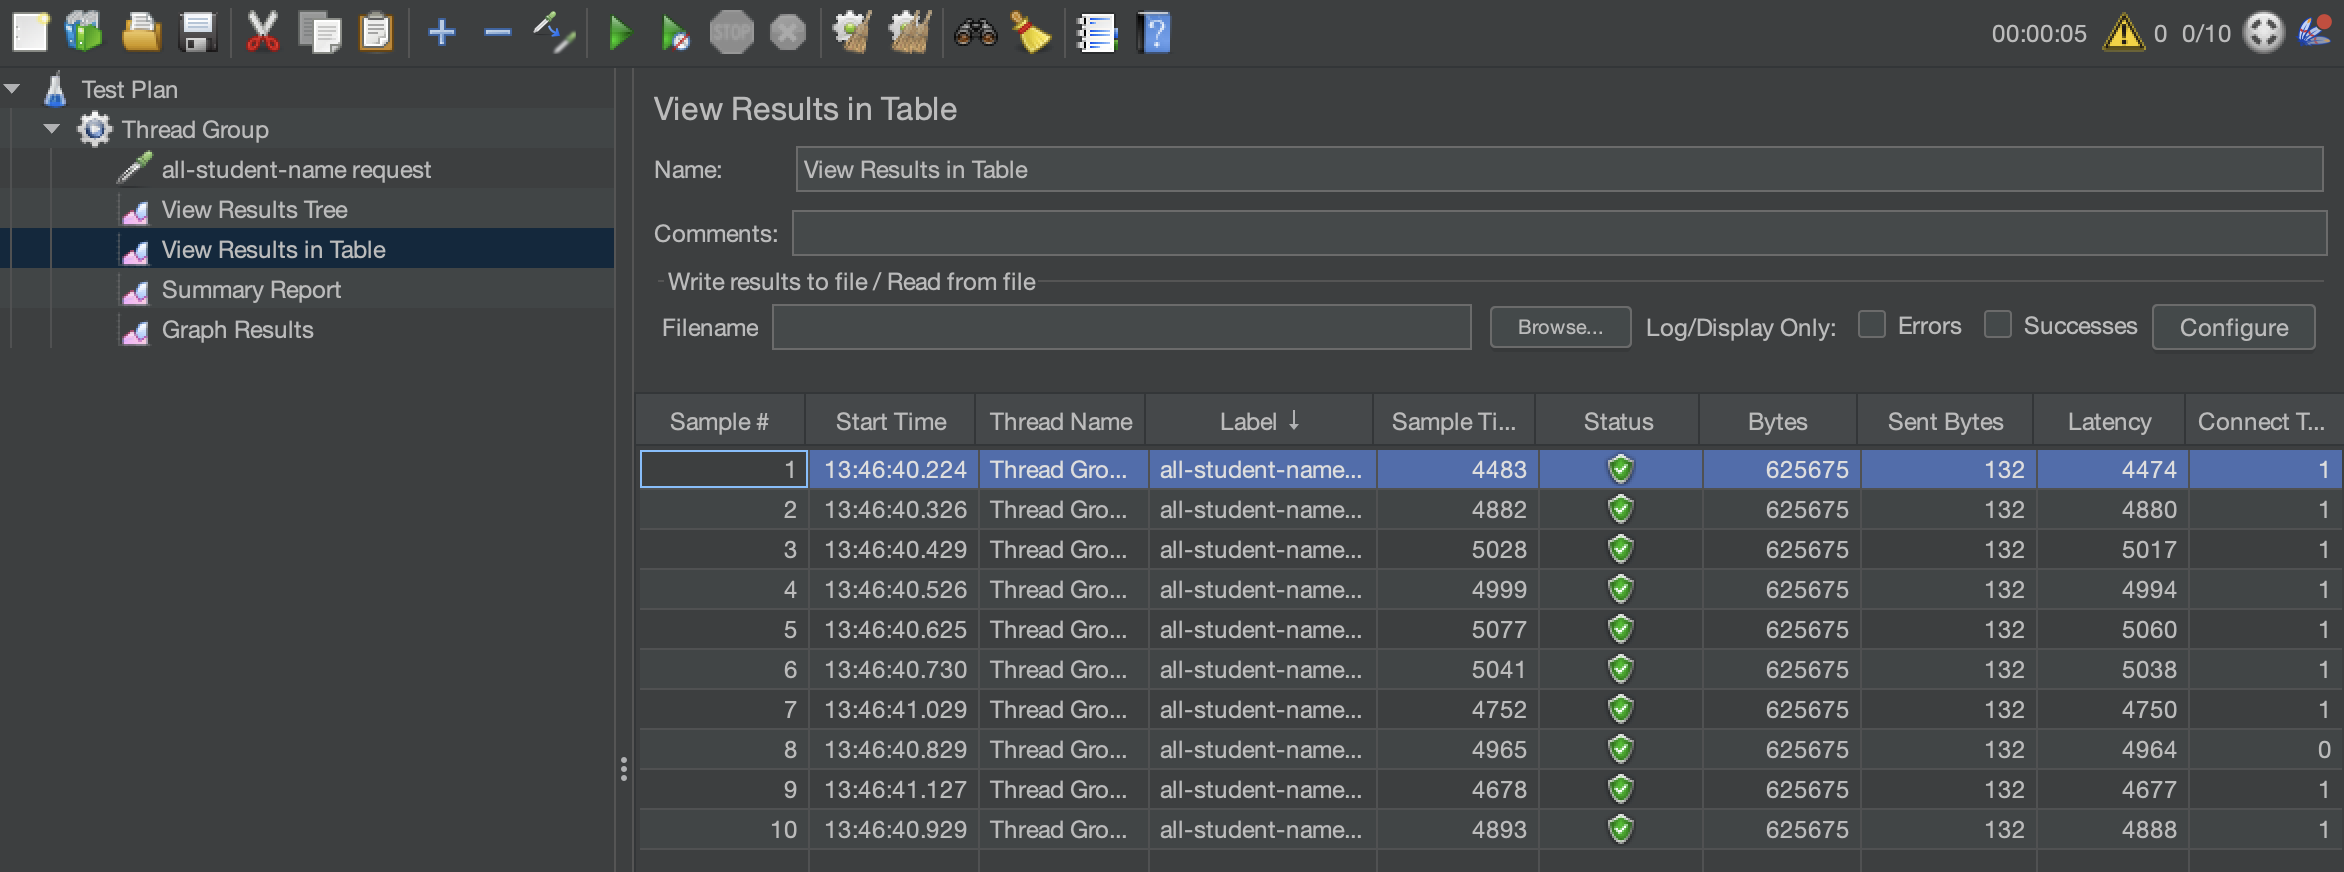 STOP
00:00:05 0 0/10
Test Plan
Thread Group
all-student-name request
View Results Tree
View Results in Table
Summary Report
Graph Results
View Results in Table
Name: View Results in Table
Comments:
Write results to file / Read from file
Filename Browse... Log/Display Only: Errors Successes Configure
Sample # Start Time Thread Name Label ↓ Sample Ti... Status Bytes Sent Bytes Latency Connect T...
1 13:46:40.224 Thread Gro... all-student-name... 4483 625675 132 4474 1
2 13:46:40.326 Thread Gro... all-student-name... 4882 625675 132 4880 1
3 13:46:40.429 Thread Gro... all-student-name... 5028 625675 132 5017 1
4 13:46:40.526 Thread Gro... all-student-name... 4999 625675 132 4994 1
5 13:46:40.625 Thread Gro... all-student-name... 5077 625675 132 5060 1
6 13:46:40.730 Thread Gro... all-student-name... 5041 625675 132 5038 1
7 13:46:41.029 Thread Gro... all-student-name... 4752 625675 132 4750 1
8 13:46:40.829 Thread Gro... all-student-name... 4965 625675 132 4964 0
9 13:46:41.127 Thread Gro... all-student-name... 4678 625675 132 4677 1
10 13:46:40.929 Thread Gro... all-student-name... 4893 625675 132 4888 1